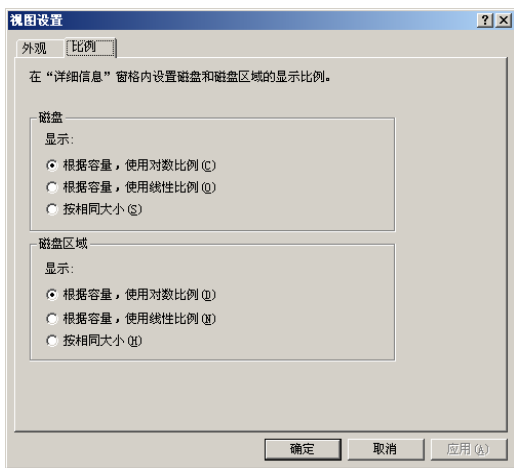 视图设置
外观 比例
在“详细信息”窗格内设置磁盘和磁盘区域的显示比例。
磁盘
显示:
根据容量，使用对数比例(C)
根据容量，使用线性比例(O)
按相同大小(S)
磁盘区域
显示:
根据容量，使用对数比例(D)
根据容量，使用线性比例(N)
按相同大小(H)
确定 取消 应用(A)